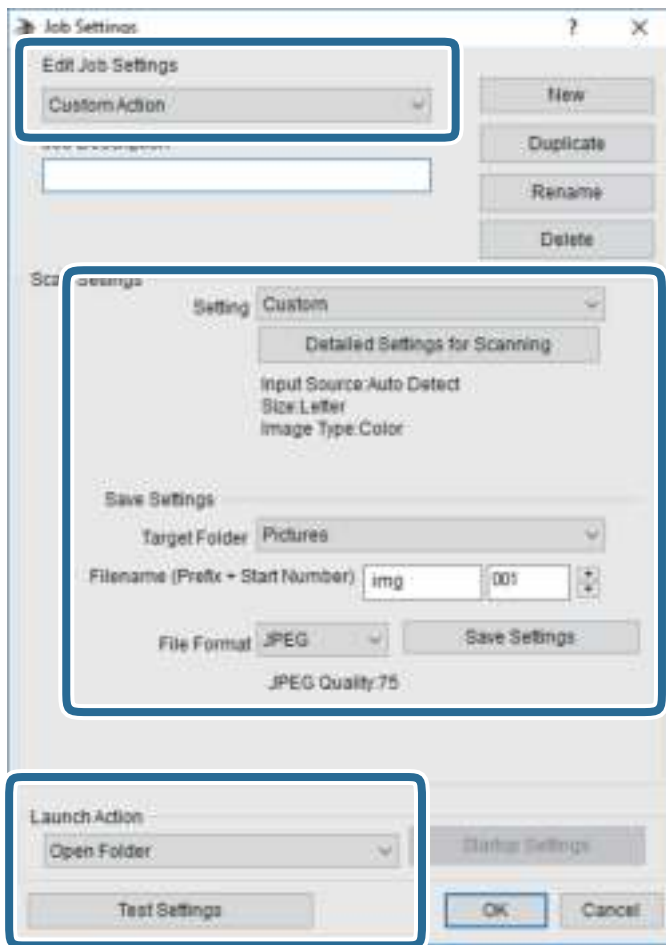 Job Settings ? ×
Edit Job Settings
Custom Action
New
Duplicate
Rename
Delete
Scan Settings
Setting Custom
Detailed Settings for Scanning
Input Source:Auto Detect
Size:Letter
Image Type:Color
Save Settings
Target Folder Pictures
Filename (Prefix + Start Number) img 001
File Format JPEG Save Settings
JPEG Quality:75
Launch Action
Open Folder Startup Settings
Test Settings OK Cancel